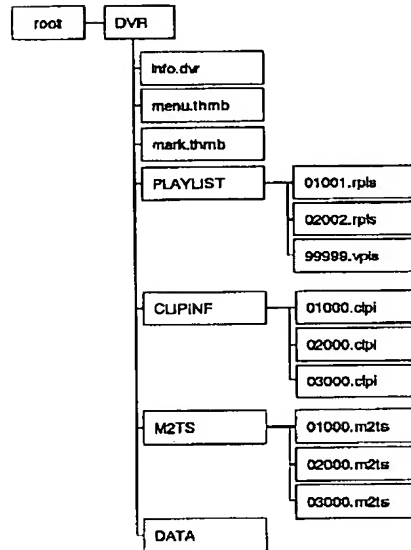 root DVR
info.dvr
menu.thmb
mark.thmb
PLAYLIST 01001.rpls
02002.rpls
99999.vpls
CLIPINF 01000.clpi
02000.clpi
03000.clpi
M2TS 01000.m2ts
02000.m2ts
03000.m2ts
DATA